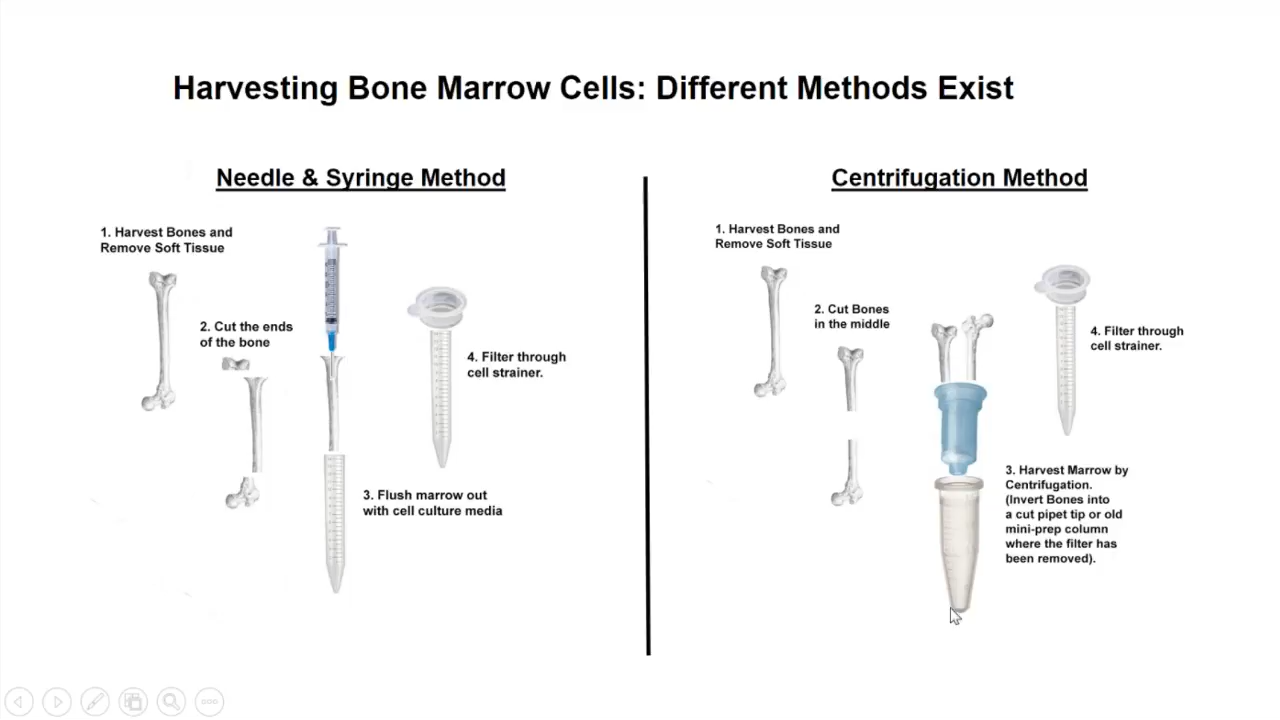 Harvesting Bone Marrow Cells: Different Methods Exist
Needle & Syringe Method
1. Harvest Bones and
Remove Soft Tissue
2. Cut the ends
of the bone
3. Flush marrow out
with cell culture media
4. Filter through
cell strainer.
Centrifugation Method
1. Harvest Bones and
Remove Soft Tissue
2. Cut Bones
in the middle
3. Harvest Marrow by
Centrifugation.
(Invert Bones into
a cut pipet tip or old
mini-prep column
where the filter has
been removed).
4. Filter through
cell strainer.